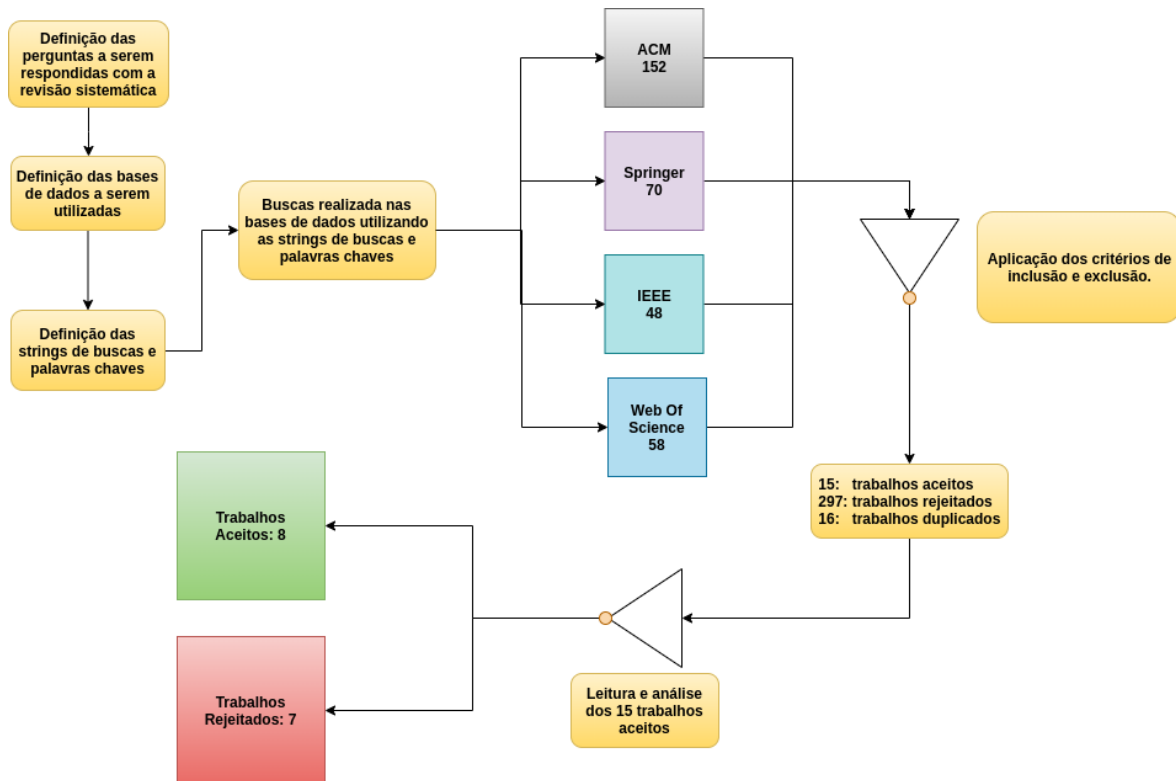 Definição das
perguntas a serem
respondidas com a
revisão sistemática
Definição das bases
de dados a serem
utilizadas
Definição das
strings de buscas e
palavras chaves
Buscas realizada nas
bases de dados utilizando
as strings de buscas e
palavras chaves
ACM
152
Springer
70
IEEE
48
Web Of
Science
58
Aplicação dos critérios de
inclusão e exclusão.
15: trabalhos aceitos
297: trabalhos rejeitados
16: trabalhos duplicados
Leitura e análise
dos 15 trabalhos
aceitos
Trabalhos
Aceitos: 8
Trabalhos
Rejeitados: 7